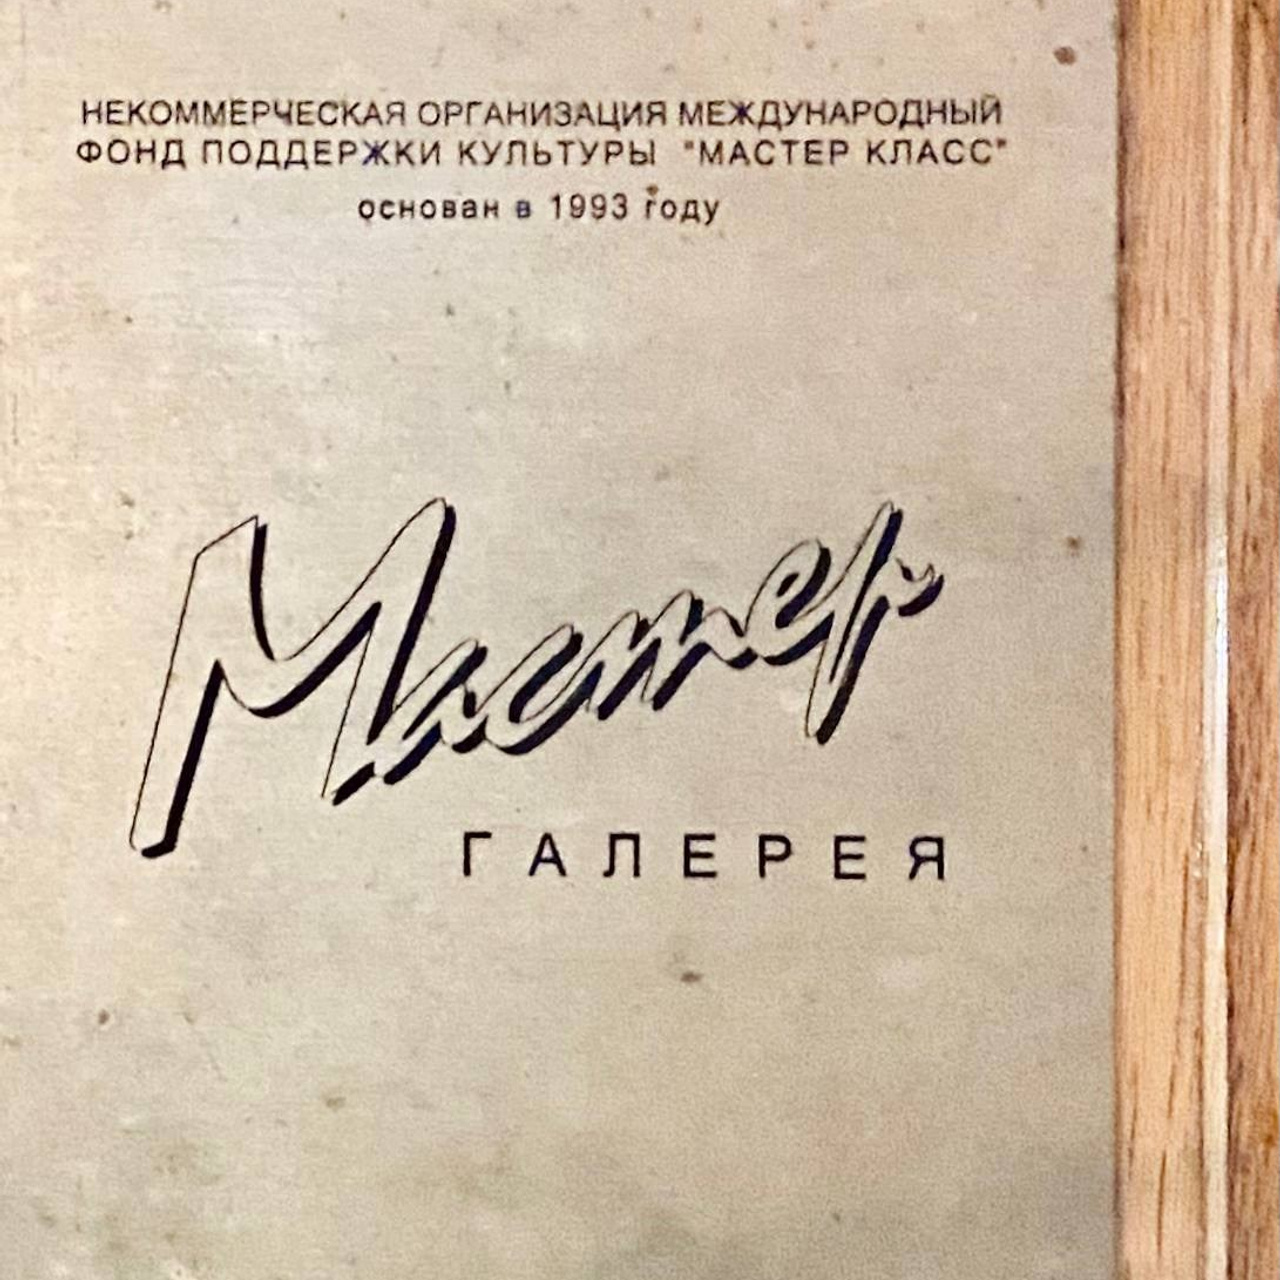 НЕКОММЕРЧЕСКАЯ ОРГАНИЗАЦИЯ МЕЖДУНАРОДНЫЙ
ФОНД ПОДДЕРЖКИ КУЛЬТУРЫ "МАСТЕР КЛАСС"
основан в 1993 году
Мастер
ГАЛЕРЕЯ